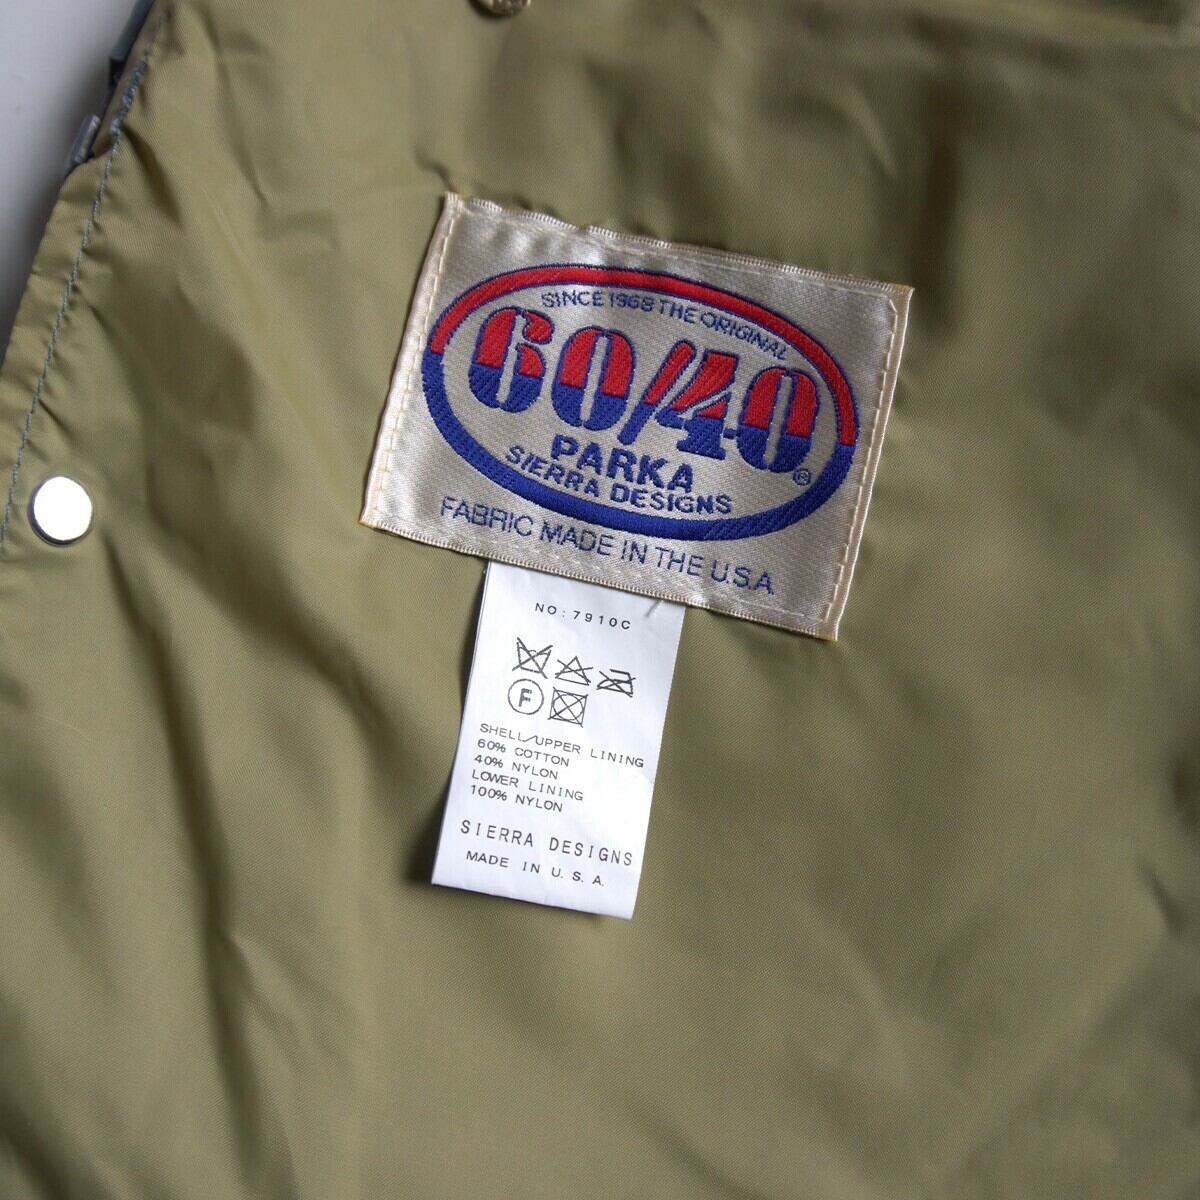 SINCE 1968 THE ORIGINAL
60/40
PARKA ®
SIERRA DESIGNS
FABRIC MADE IN THE U.S.A.
NO:7910C
F
SHELL/UPPER LINING
60% COTTON
40% NYLON
LOWER LINING
100% NYLON
SIERRA DESIGNS
MADE IN U.S.A.